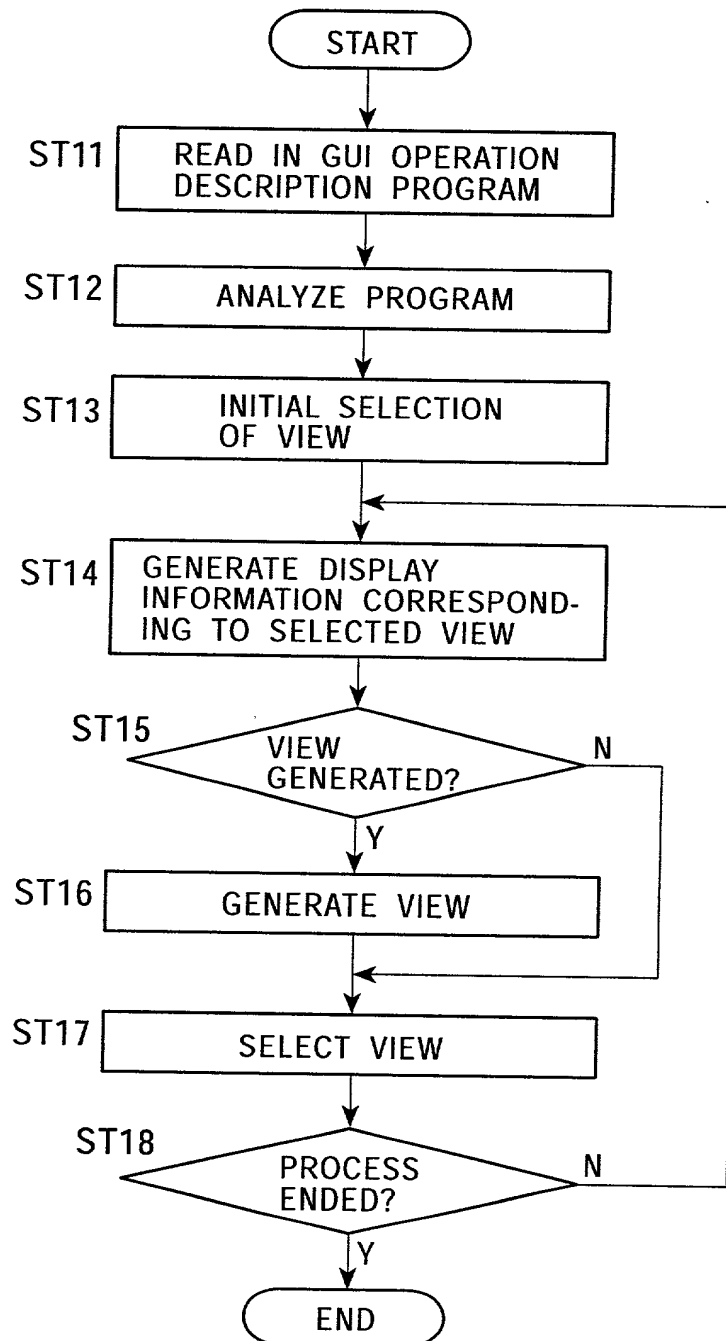 START
ST11
READ IN GUI OPERATION
DESCRIPTION PROGRAM
ST12
ANALYZE PROGRAM
ST13
INITIAL SELECTION
OF VIEW
ST14
GENERATE DISPLAY
INFORMATION CORRESPOND-
ING TO SELECTED VIEW
ST15
VIEW
GENERATED?
N
Y
ST16
GENERATE VIEW
ST17
SELECT VIEW
ST18
PROCESS
ENDED?
N
Y
END